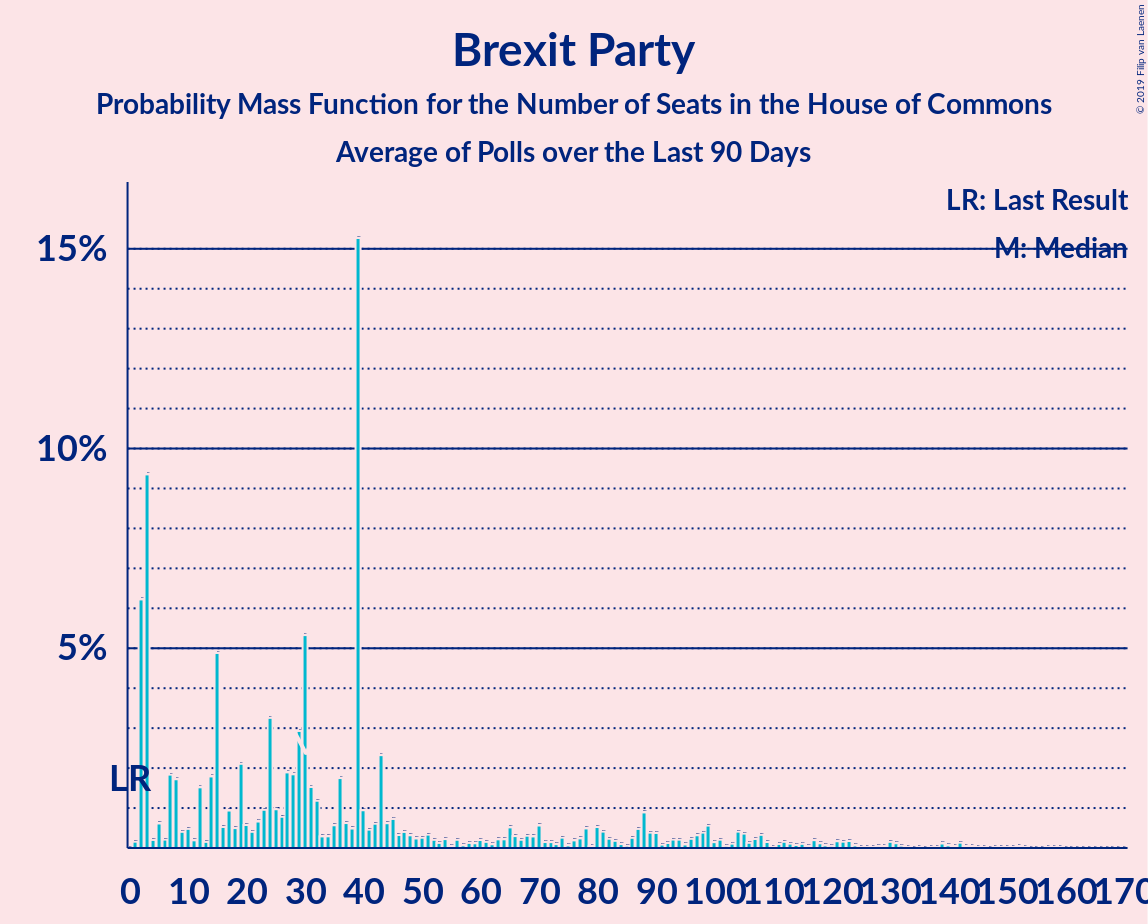 Brexit Party
Probability Mass Function for the Number of Seats in the House of Commons
Average of Polls over the Last 90 Days
© 2019 Filip van Laenen
LR: Last Result
M: Median
15%
10%
5%
LR
0 10 20 30 40 50 60 70 80 90 100 110 120 130 140 150 160 170